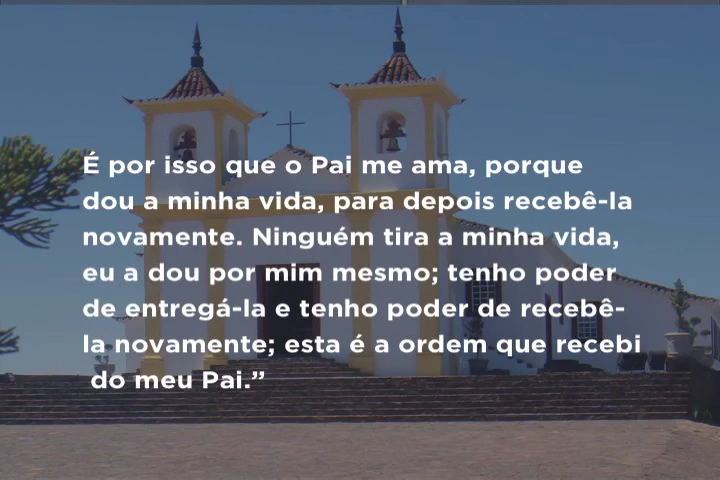 É por isso que o Pai me ama, porque
dou a minha vida, para depois recebê-la
novamente. Ninguém tira a minha vida,
eu a dou por mim mesmo; tenho poder
de entregá-la e tenho poder de recebê-
la novamente; esta é a ordem que recebi
do meu Pai.”